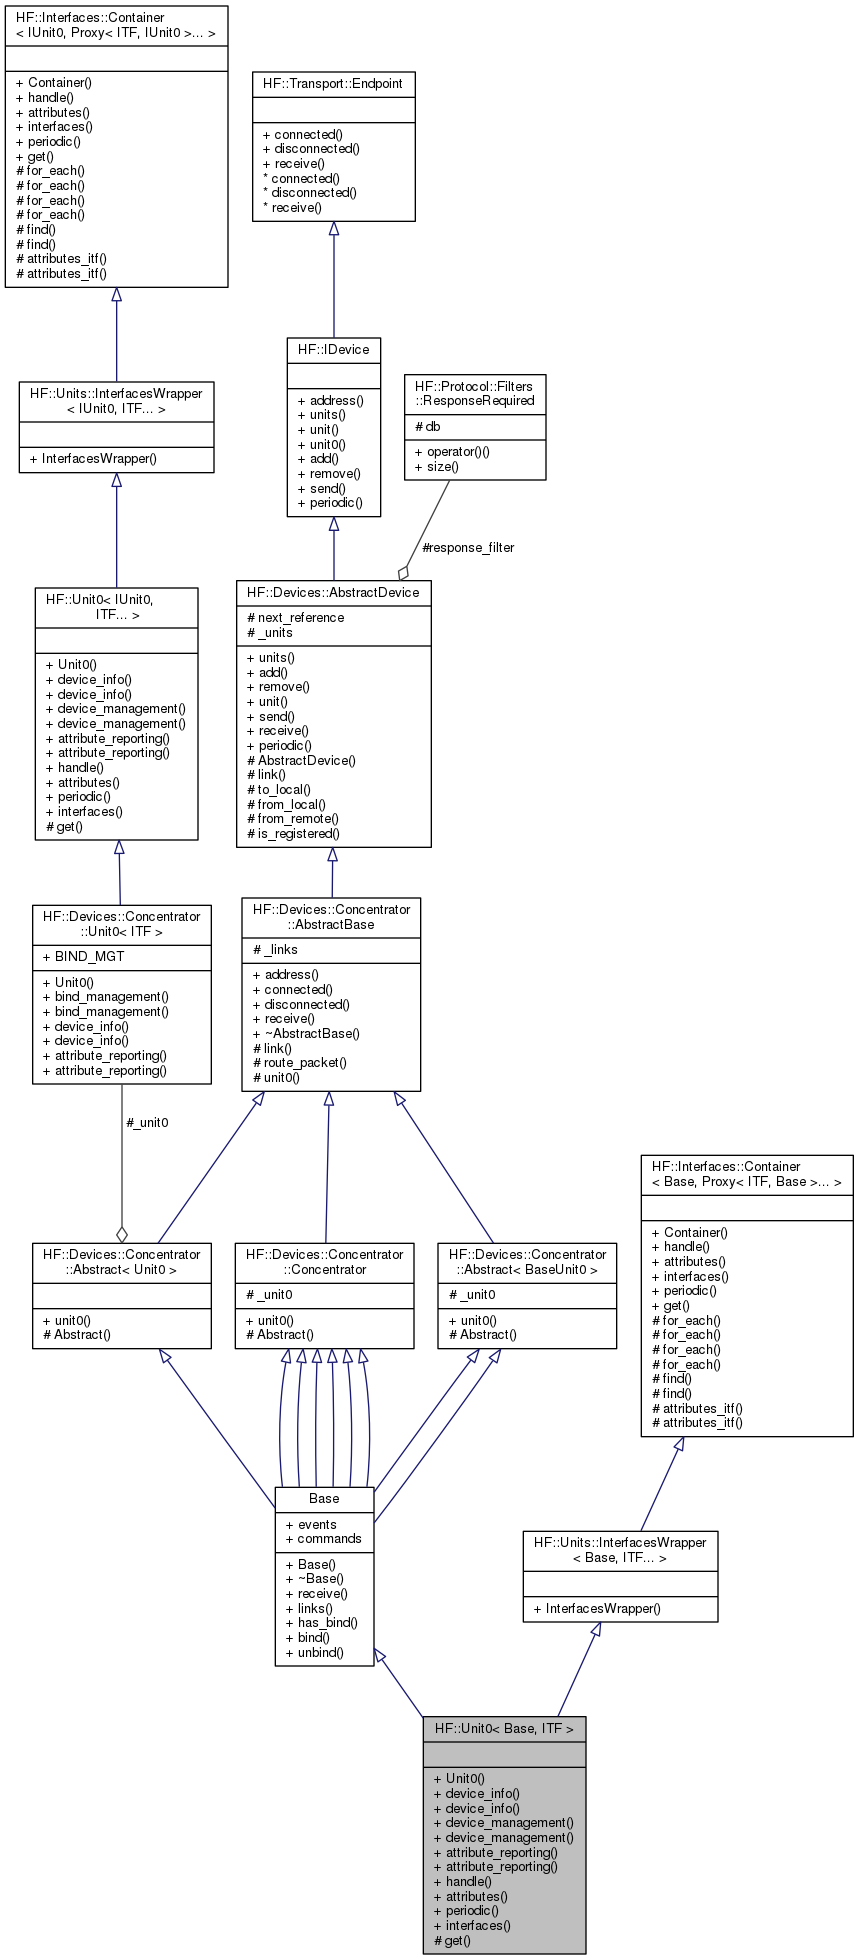 HF::Interfaces::Container
< IUnit0, Proxy< ITF, IUnit0 >... >
+ Container()
+ handle()
+ attributes()
+ interfaces()
+ periodic()
+ get()
# for_each()
# for_each()
# for_each()
# for_each()
# find()
# find()
# attributes_itf()
# attributes_itf()
HF::Transport::Endpoint
+ connected()
+ disconnected()
+ receive()
* connected()
* disconnected()
* receive()
HF::IDevice
+ address()
+ units()
+ unit()
+ unit0()
+ add()
+ remove()
+ send()
+ periodic()
HF::Protocol::Filters
::ResponseRequired
# db
+ operator()()
+ size()
HF::Units::InterfacesWrapper
< IUnit0, ITF... >
+ InterfacesWrapper()
#response_filter
HF::Unit0< IUnit0,
ITF... >
+ Unit0()
+ device_info()
+ device_info()
+ device_management()
+ device_management()
+ attribute_reporting()
+ attribute_reporting()
+ handle()
+ attributes()
+ periodic()
+ interfaces()
# get()
HF::Devices::AbstractDevice
# next_reference
# _units
+ units()
+ add()
+ remove()
+ unit()
+ send()
+ receive()
+ periodic()
# AbstractDevice()
# link()
# to_local()
# from_local()
# from_remote()
# is_registered()
HF::Devices::Concentrator
::Unit0< ITF >
+ BIND_MGT
+ Unit0()
+ bind_management()
+ bind_management()
+ device_info()
+ device_info()
+ attribute_reporting()
+ attribute_reporting()
HF::Devices::Concentrator
::AbstractBase
# _links
+ address()
+ connected()
+ disconnected()
+ receive()
+ ~AbstractBase()
# link()
# route_packet()
# unit0()
#_unit0
HF::Devices::Concentrator
::Abstract< Unit0 >
+ unit0()
# Abstract()
HF::Devices::Concentrator
::Concentrator
# _unit0
+ unit0()
# Abstract()
HF::Devices::Concentrator
::Abstract< BaseUnit0 >
# _unit0
+ unit0()
# Abstract()
HF::Interfaces::Container
< Base, Proxy< ITF, Base >... >
+ Container()
+ handle()
+ attributes()
+ interfaces()
+ periodic()
+ get()
# for_each()
# for_each()
# for_each()
# for_each()
# find()
# find()
# attributes_itf()
# attributes_itf()
Base
+ events
+ commands
+ Base()
+ ~Base()
+ receive()
+ links()
+ has_bind()
+ bind()
+ unbind()
HF::Units::InterfacesWrapper
< Base, ITF... >
+ InterfacesWrapper()
HF::Unit0< Base, ITF >
+ Unit0()
+ device_info()
+ device_info()
+ device_management()
+ device_management()
+ attribute_reporting()
+ attribute_reporting()
+ handle()
+ attributes()
+ periodic()
+ interfaces()
# get()